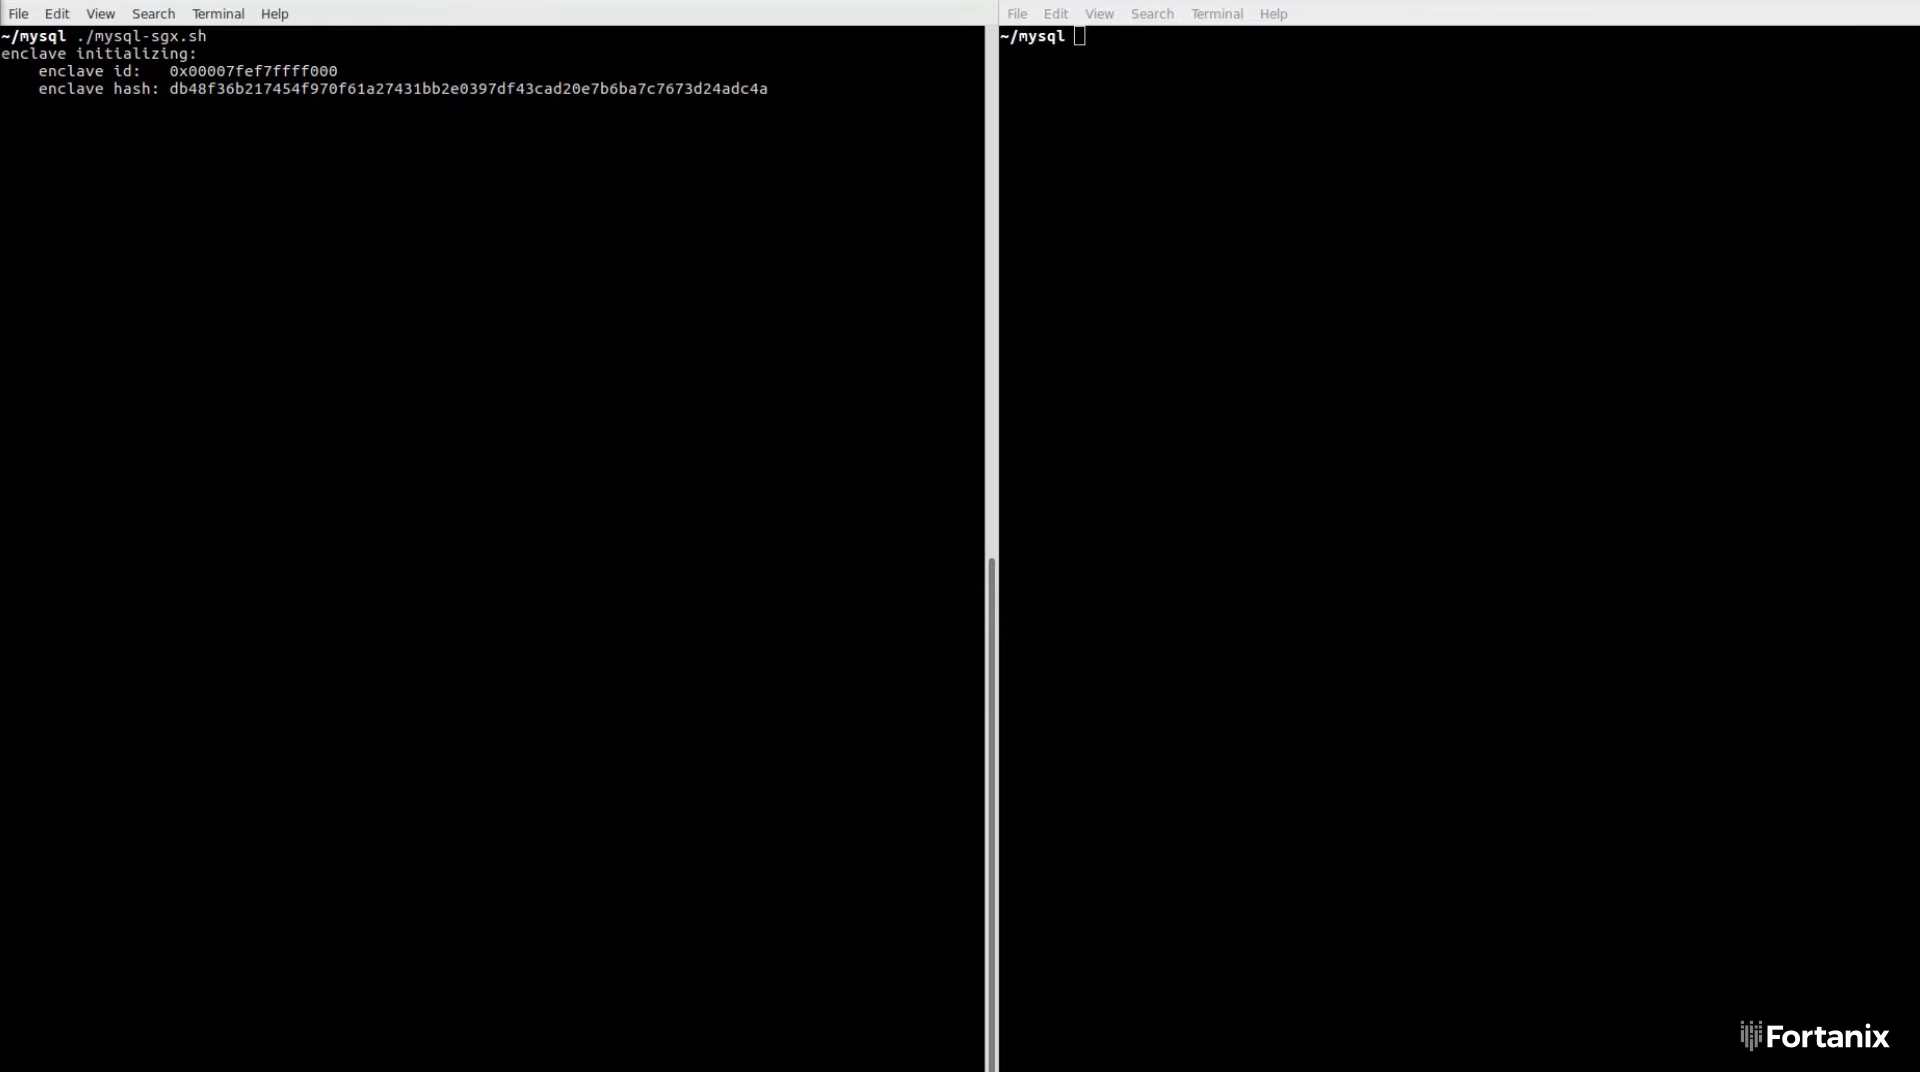 File Edit View Search Terminal Help
~/mysql ./mysql-sgx.sh
enclave initializing:
enclave id: 0x00007fef7ffff000
enclave hash: db48f36b217454f970f61a27431bb2e0397df43cad20e7b6ba7c7673d24adc4a
File Edit View Search Terminal Help
~/mysql
Fortanix